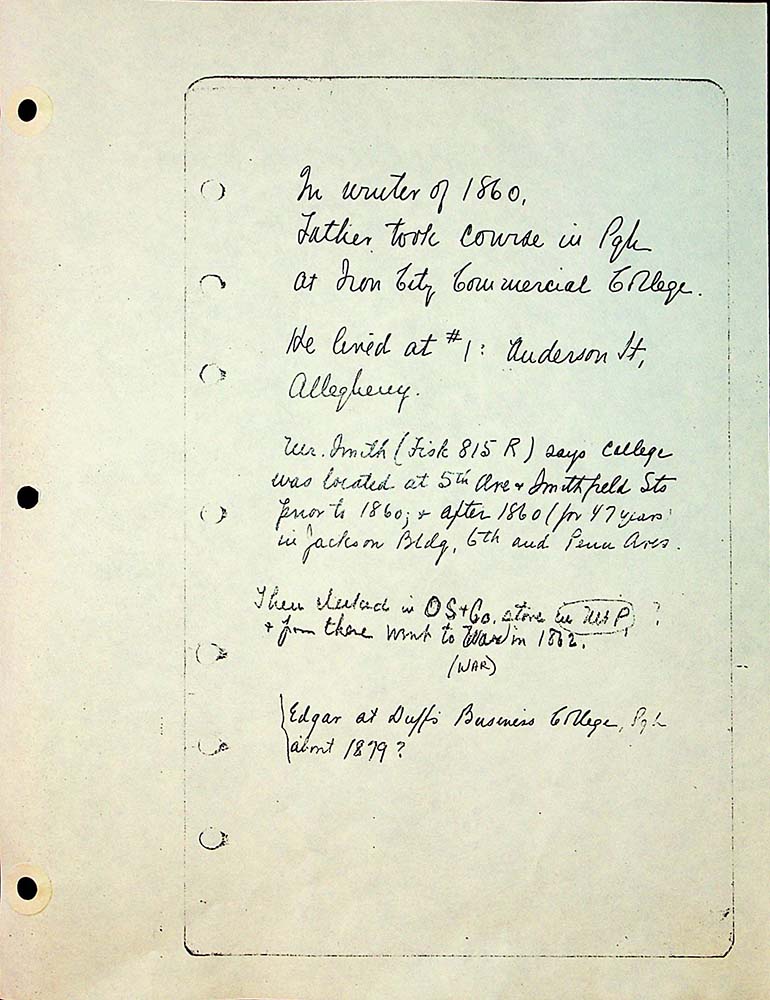 In winter of 1860,
Father took course in Pgh
at Iron City Commercial College.
He lived at #1: Anderson St,
Allegheny.
Mr. Smith (Fisk 815 R) says college
was located at 5th Ave & Smithfield Sts
prior to 1860; & after 1860 (for 47 years
in Jackson Bldg, 6th and Penn Aves.
Then clerked in OS & Co. store in ?
& from there went to War in 1862.
(WAR)
Edgar at Duff's Business College, Pgh
about 1879?